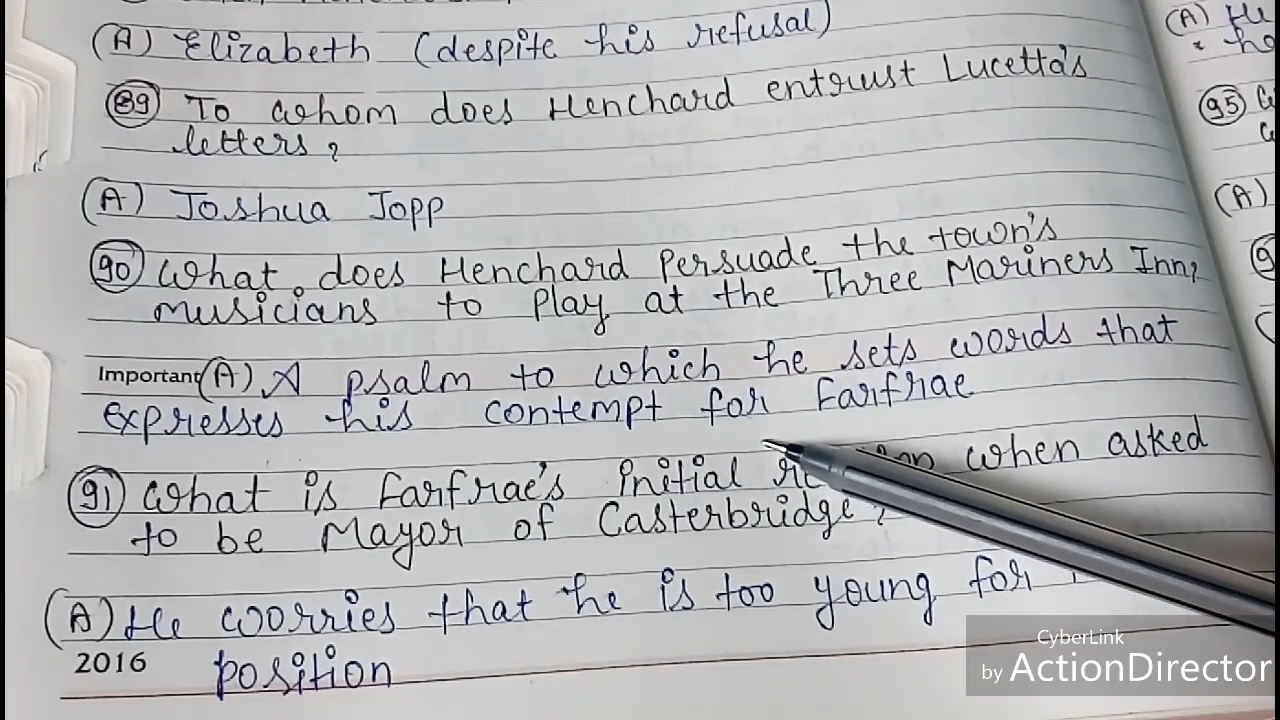 (A) Elizabeth (despite his refusal)
89 To whom does Henchard entrust Lucetta's
letters?
(A) Joshua Jopp
90 What does Henchard Persuade the town's
musicians to Play at the Three Mariners Inn?
Important (A) A psalm to which he sets words that
expresses his contempt for Farfrae
91 What is Farfrae's initial when asked
to be Mayor of Casterbridge?
(A) He worries that he is too young for
2016 position
(A) He
95
(A)
CyberLink
by ActionDirector